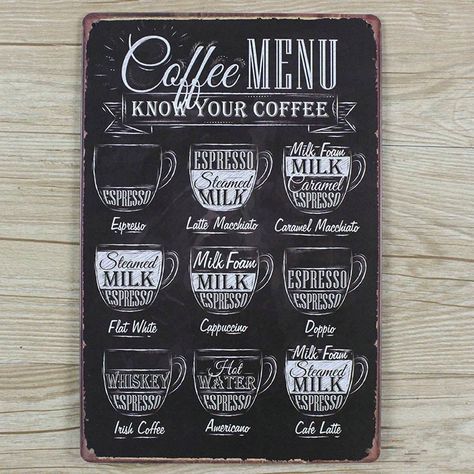 Coffee MENU
KNOW YOUR COFFEE
ESPRESSO
Espresso
ESPRESSO
Steamed
MILK
Latte Macchiato
Milk Foam
MILK
Caramel
ESPRESSO
Caramel Macchiato
Steamed
MILK
ESPRESSO
Flat White
Milk Foam
MILK
ESPRESSO
Cappuccino
ESPRESSO
ESPRESSO
Doppio
WHISKEY
ESPRESSO
Irish Coffee
Hot
WATER
ESPRESSO
Americano
Milk Foam
Steamed
MILK
ESPRESSO
Cafe Latte